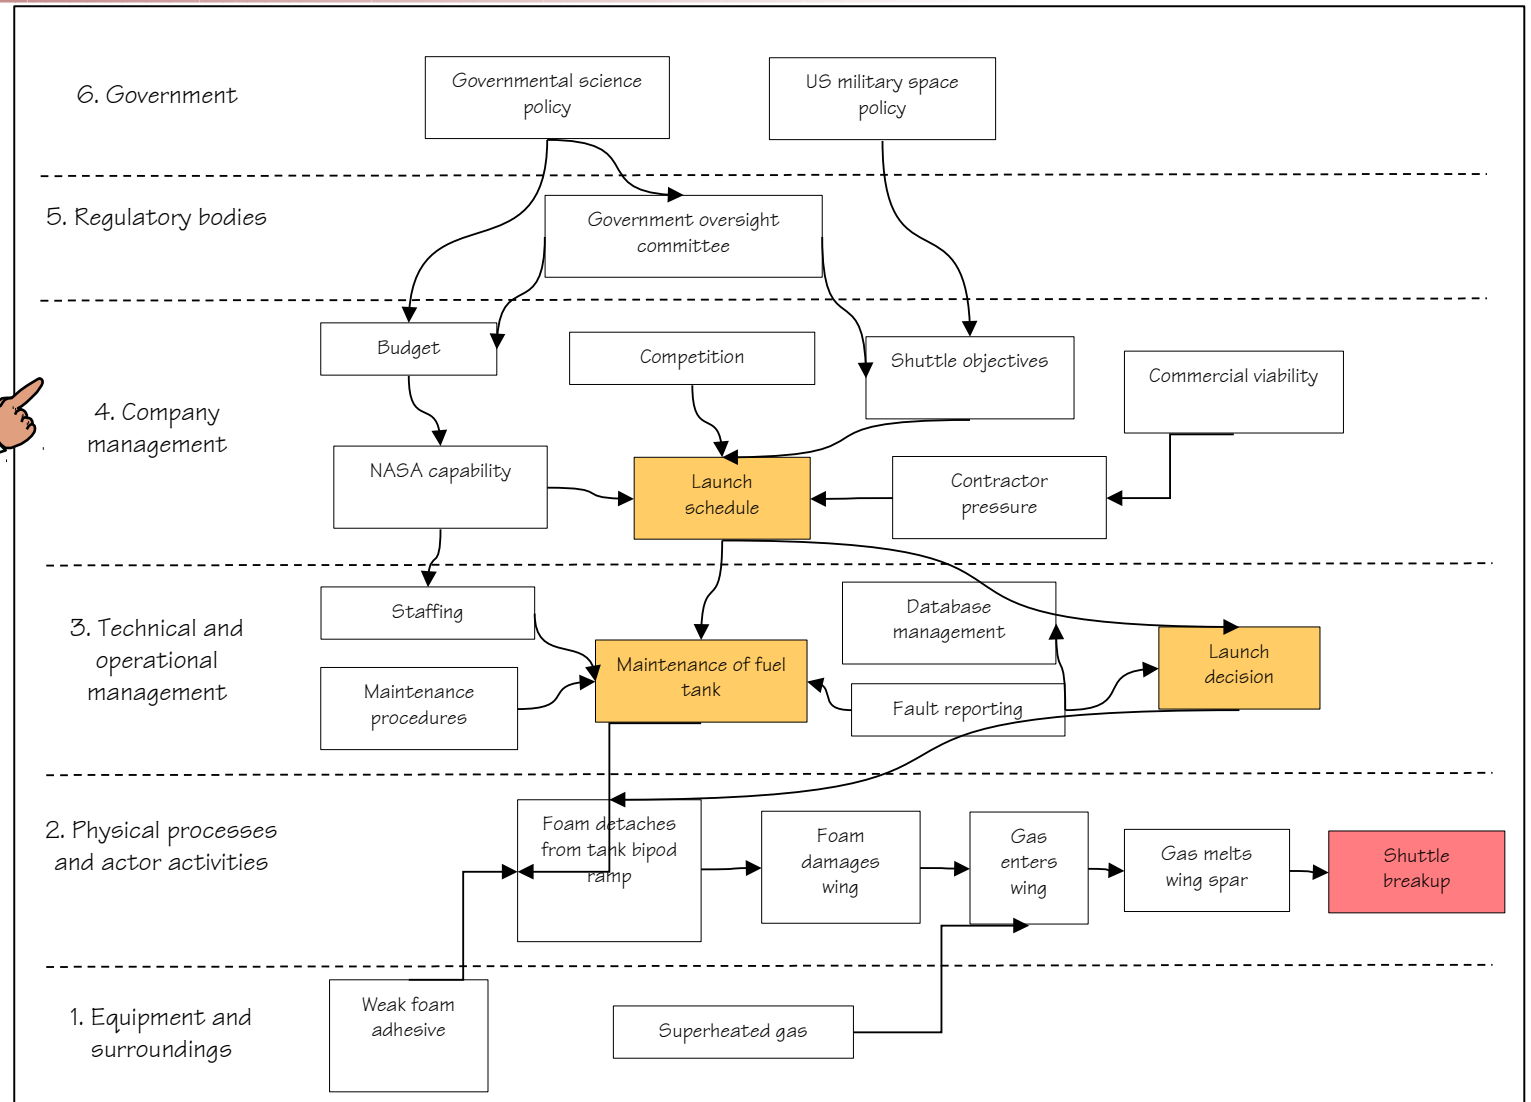 6. Government
Governmental science
policy
US military space
policy
5. Regulatory bodies
Government oversight
committee
4. Company
management
Budget
Competition
Shuttle objectives
Commercial viability
NASA capability
Launch
schedule
Contractor
pressure
3. Technical and
operational
management
Staffing
Database
management
Maintenance of fuel
tank
Launch
decision
Maintenance
procedures
Fault reporting
2. Physical processes
and actor activities
Foam detaches
from tank bipod
ramp
Foam
damages
wing
Gas
enters
wing
Gas melts
wing spar
Shuttle
breakup
1. Equipment and
surroundings
Weak foam
adhesive
Superheated gas